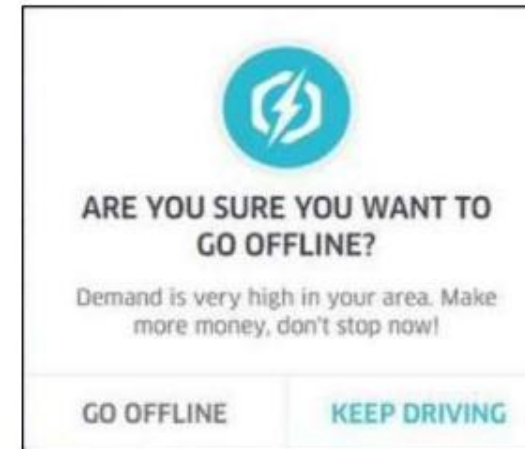 ARE YOU SURE YOU WANT TO
GO OFFLINE?
Demand is very high in your area. Make
more money, don't stop now!
GO OFFLINE
KEEP DRIVING